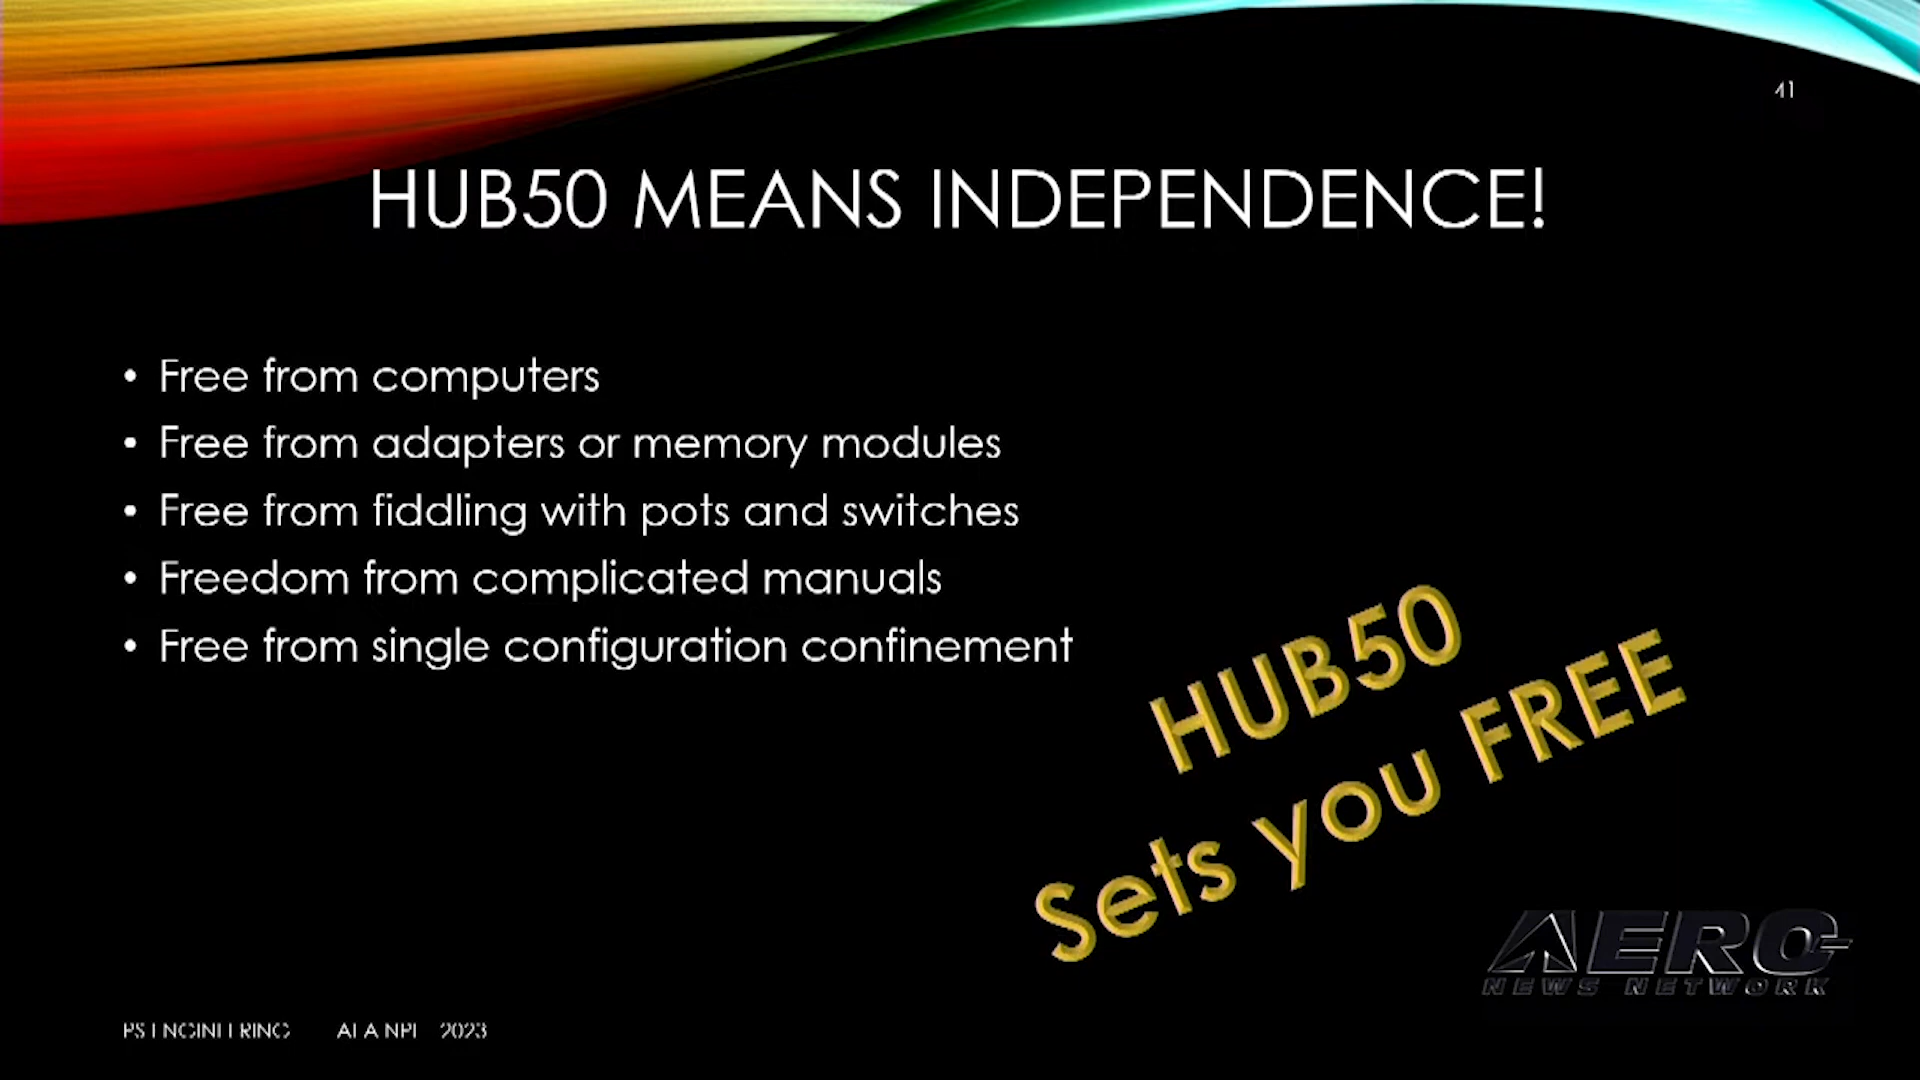 41
HUB50 MEANS INDEPENDENCE!
• Free from computers
• Free from adapters or memory modules
• Free from fiddling with pots and switches
• Freedom from complicated manuals
• Free from single configuration confinement
HUB50
Sets you FREE
AERO
NEWS NETWORK
PS ENGINEERING 2023